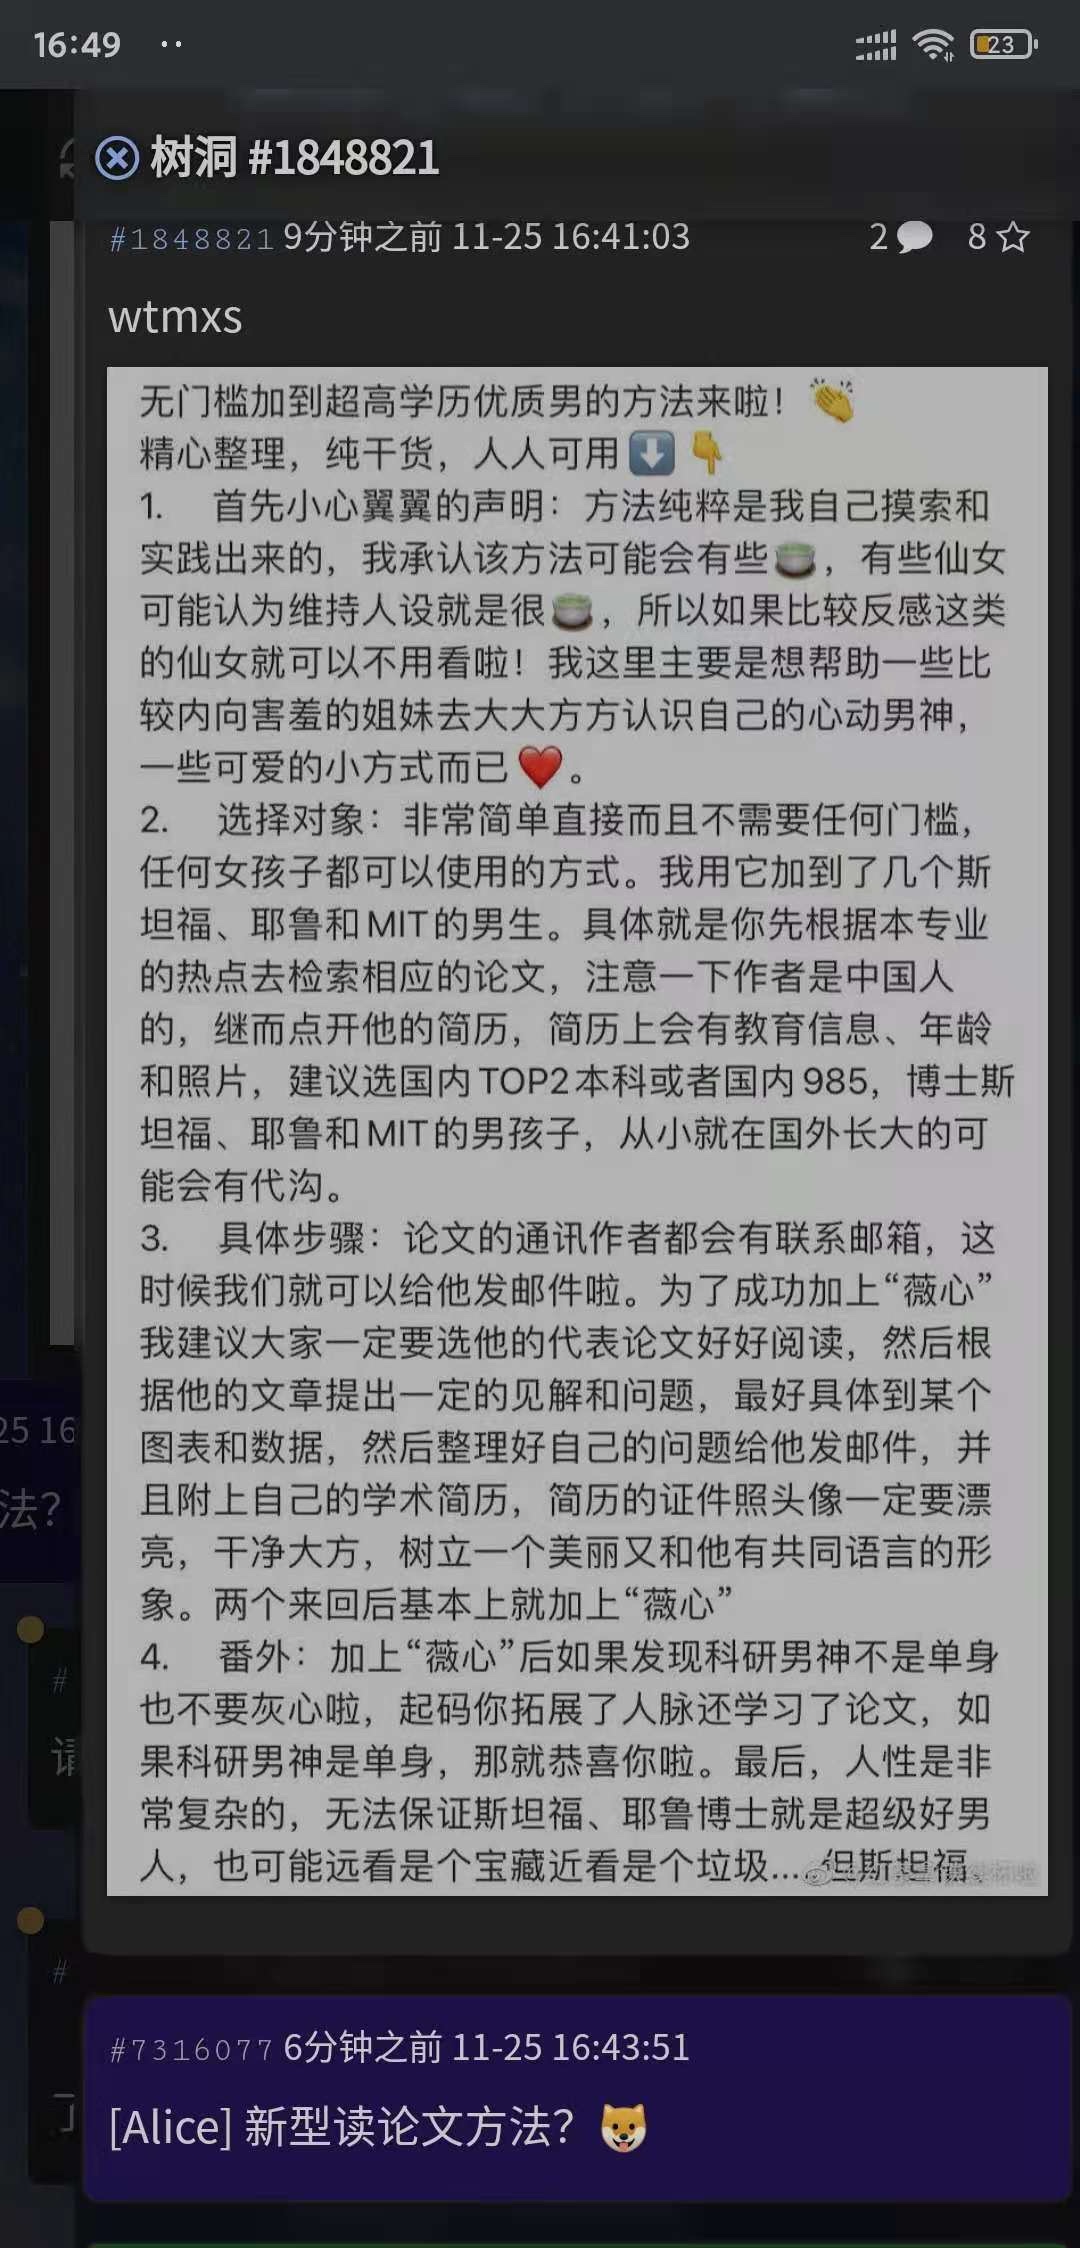 16:49
23
树洞 #1848821
#1848821 9分钟之前 11-25 16:41:03 2 8
wtmxs
无门槛加到超高学历优质男的方法来啦！👏
精心整理，纯干货，人人可用⬇️👇
1. 首先小心翼翼的声明：方法纯粹是我自己摸索和
实践出来的，我承认该方法可能会有些🍵，有些仙女
可能认为维持人设就是很🍵，所以如果比较反感这类
的仙女就可以不用看啦！我这里主要是想帮助一些比
较内向害羞的姐妹去大大方方认识自己的心动男神，
一些可爱的小方式而已❤️。
2. 选择对象：非常简单直接而且不需要任何门槛，
任何女孩子都可以使用的方式。我用它加到了几个斯
坦福、耶鲁和MIT的男生。具体就是你先根据本专业
的热点去检索相应的论文，注意一下作者是中国人
的，继而点开他的简历，简历上会有教育信息、年龄
和照片，建议选国内TOP2本科或者国内985，博士斯
坦福、耶鲁和MIT的男孩子，从小就在国外长大的可
能会有代沟。
3. 具体步骤：论文的通讯作者都会有联系邮箱，这
时候我们就可以给他发邮件啦。为了成功加上“薇心”
我建议大家一定要选他的代表论文好好阅读，然后根
据他的文章提出一定的见解和问题，最好具体到某个
图表和数据，然后整理好自己的问题给他发邮件，并
且附上自己的学术简历，简历的证件照头像一定要漂
亮，干净大方，树立一个美丽又和他有共同语言的形
象。两个来回后基本上就加上“薇心”
4. 番外：加上“薇心”后如果发现科研男神不是单身
也不要灰心啦，起码你拓展了人脉还学习了论文，如
果科研男神是单身，那就恭喜你啦。最后，人性是非
常复杂的，无法保证斯坦福、耶鲁博士就是超级好男
人，也可能远看是个宝藏近看是个垃圾....但斯坦福
#7316077 6分钟之前 11-25 16:43:51
[Alice] 新型读论文方法？🐶
25 16
法？
#
请
#